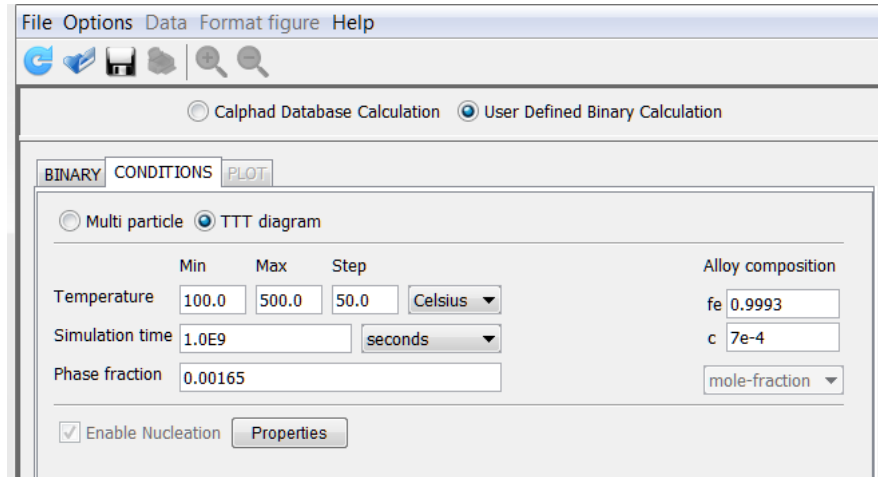 File Options Data Format figure Help
Calphad Database Calculation User Defined Binary Calculation
BINARY CONDITIONS PLOT
Multi particle TTT diagram
Min Max Step Alloy composition
Temperature 100.0 500.0 50.0 Celsius fe 0.9993
Simulation time 1.0E9 seconds c 7e-4
Phase fraction 0.00165 mole-fraction
Enable Nucleation Properties